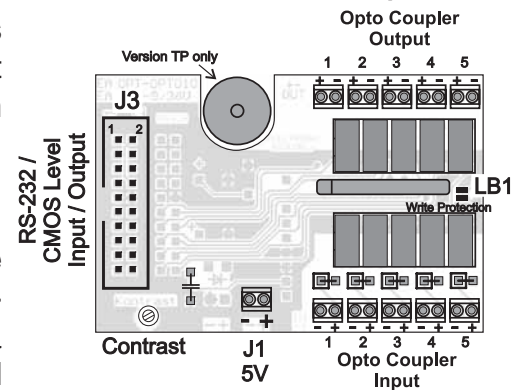 Opto Coupler
Output
1 2 3 4 5
+ - + - + - + - + -
Version TP only
J3
1 2
RS-232 /
CMOS Level
Input / Output
LB1
Write Protection
Kontrast
Contrast
- +
J1
5V
- + - + - + - + - +
1 2 3 4 5
Opto Coupler
Input